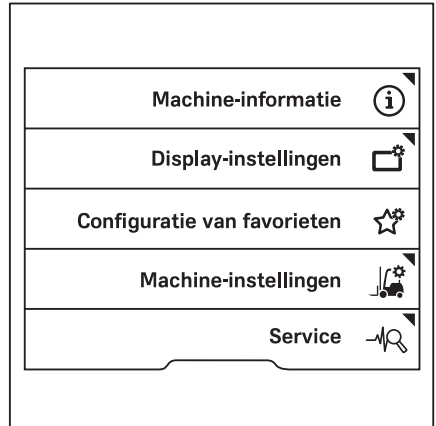 Machine-informatie
Display-instellingen
Configuratie van favorieten
Machine-instellingen
Service